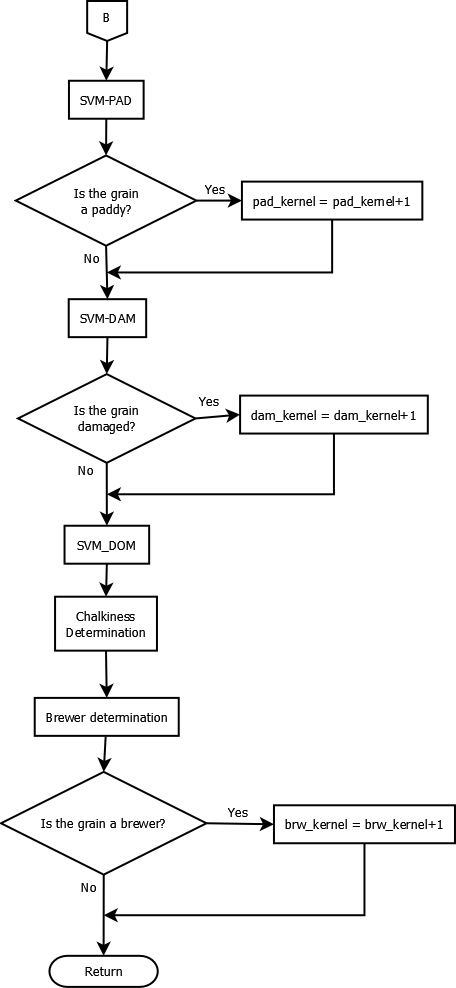 B
SVM-PAD
Is the grain
a paddy?
Yes
pad_kernel = pad_kernel+1
No
SVM-DAM
Is the grain
damaged?
Yes
dam_kernel = dam_kernel+1
No
SVM_DOM
Chalkiness
Determination
Brewer determination
Is the grain a brewer?
Yes
brw_kernel = brw_kernel+1
No
Return